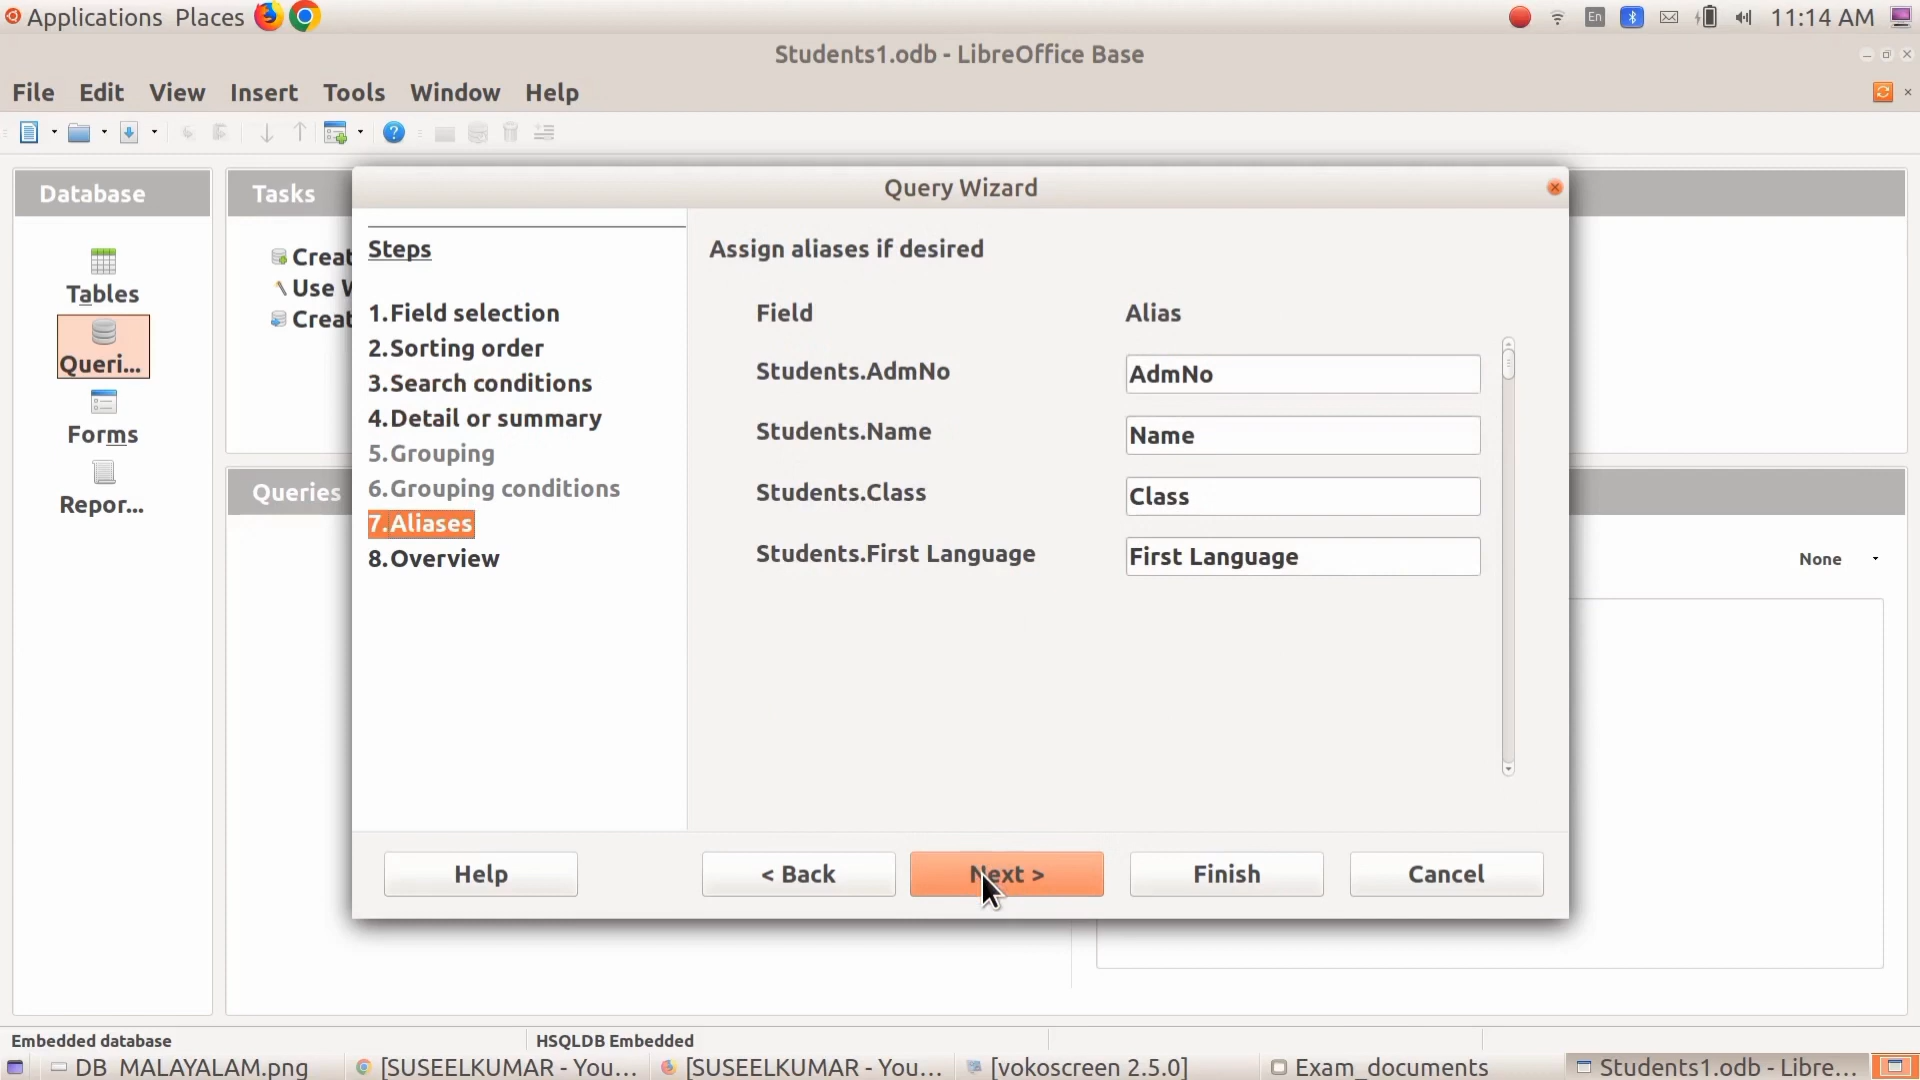 Applications Places En 11:14 AM
Students1.odb - LibreOffice Base
File Edit View Insert Tools Window Help
Database
Tasks
Query Wizard
Tables
Queri...
Forms
Repor...
Creat
Use W
Creat
Queries
None
Steps
1.Field selection
2.Sorting order
3.Search conditions
4.Detail or summary
5.Grouping
6.Grouping conditions
7.Aliases
8.Overview
Assign aliases if desired
Field Alias
Students.AdmNo AdmNo
Students.Name Name
Students.Class Class
Students.First Language First Language
Help < Back Next > Finish Cancel
Embedded database HSQLDB Embedded
DB MALAYALAM.png [SUSEELKUMAR - You... [SUSEELKUMAR - You... [vokoscreen 2.5.0] Exam_documents Students1.odb - Libre...